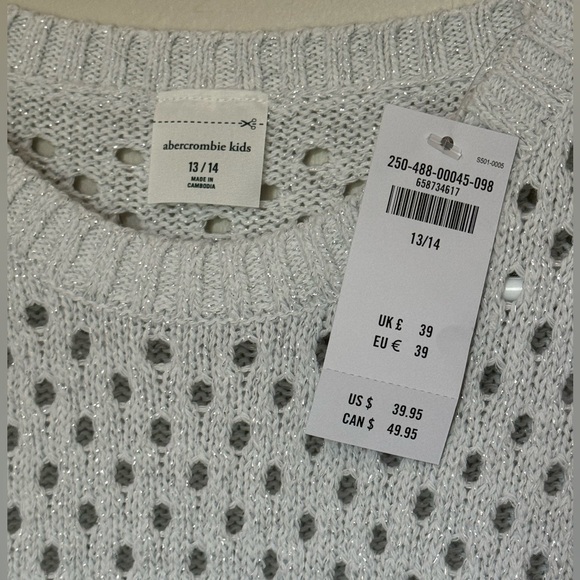 abercrombie kids
13/14
MADE IN
CAMBODIA
5501-0005
250-488-00045-098
658734617
13/14
UK £ 39
EU € 39
US $ 39.95
CAN $ 49.95